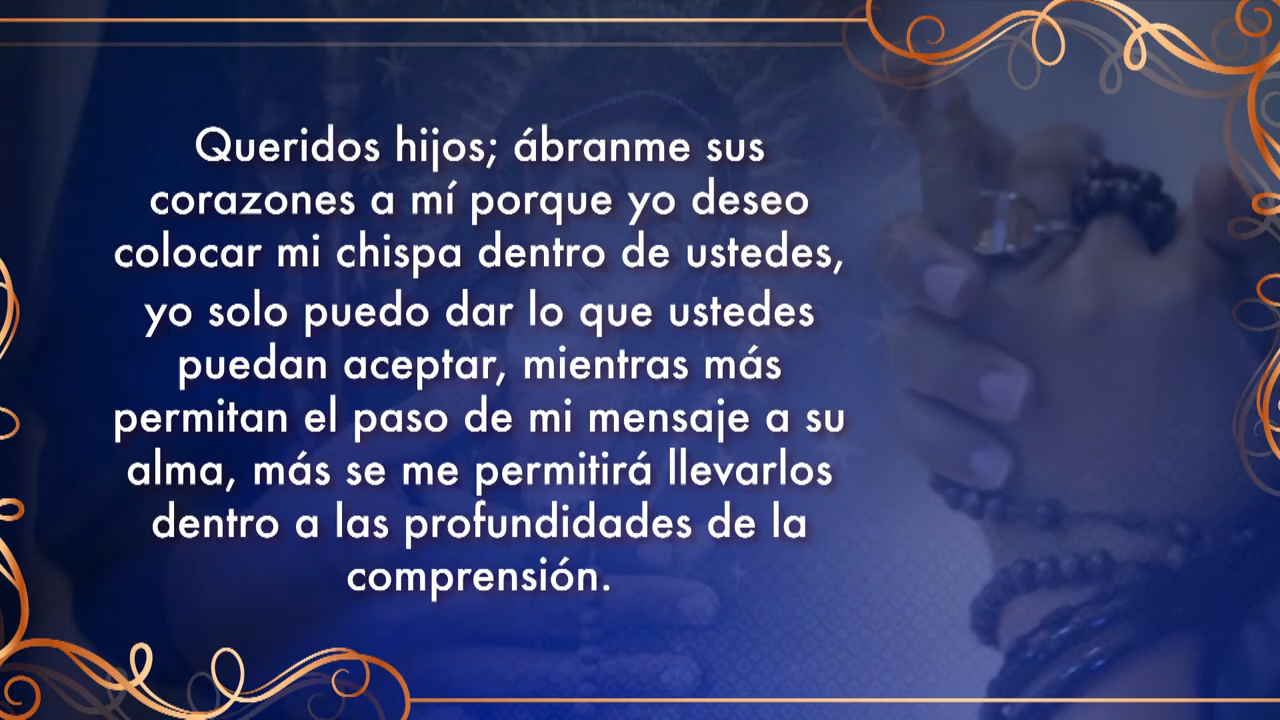 Queridos hijos; ábranme sus
corazones a mí porque yo deseo
colocar mi chispa dentro de ustedes,
yo solo puedo dar lo que ustedes
puedan aceptar, mientras más
permitan el paso de mi mensaje a su
alma, más se me permitirá llevarlos
dentro a las profundidades de la
comprensión.